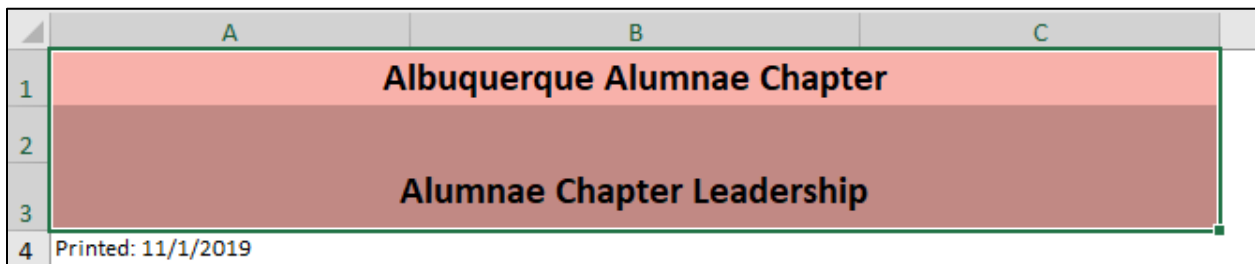 A B C
1 Albuquerque Alumnae Chapter
2
3 Alumnae Chapter Leadership
4 Printed: 11/1/2019